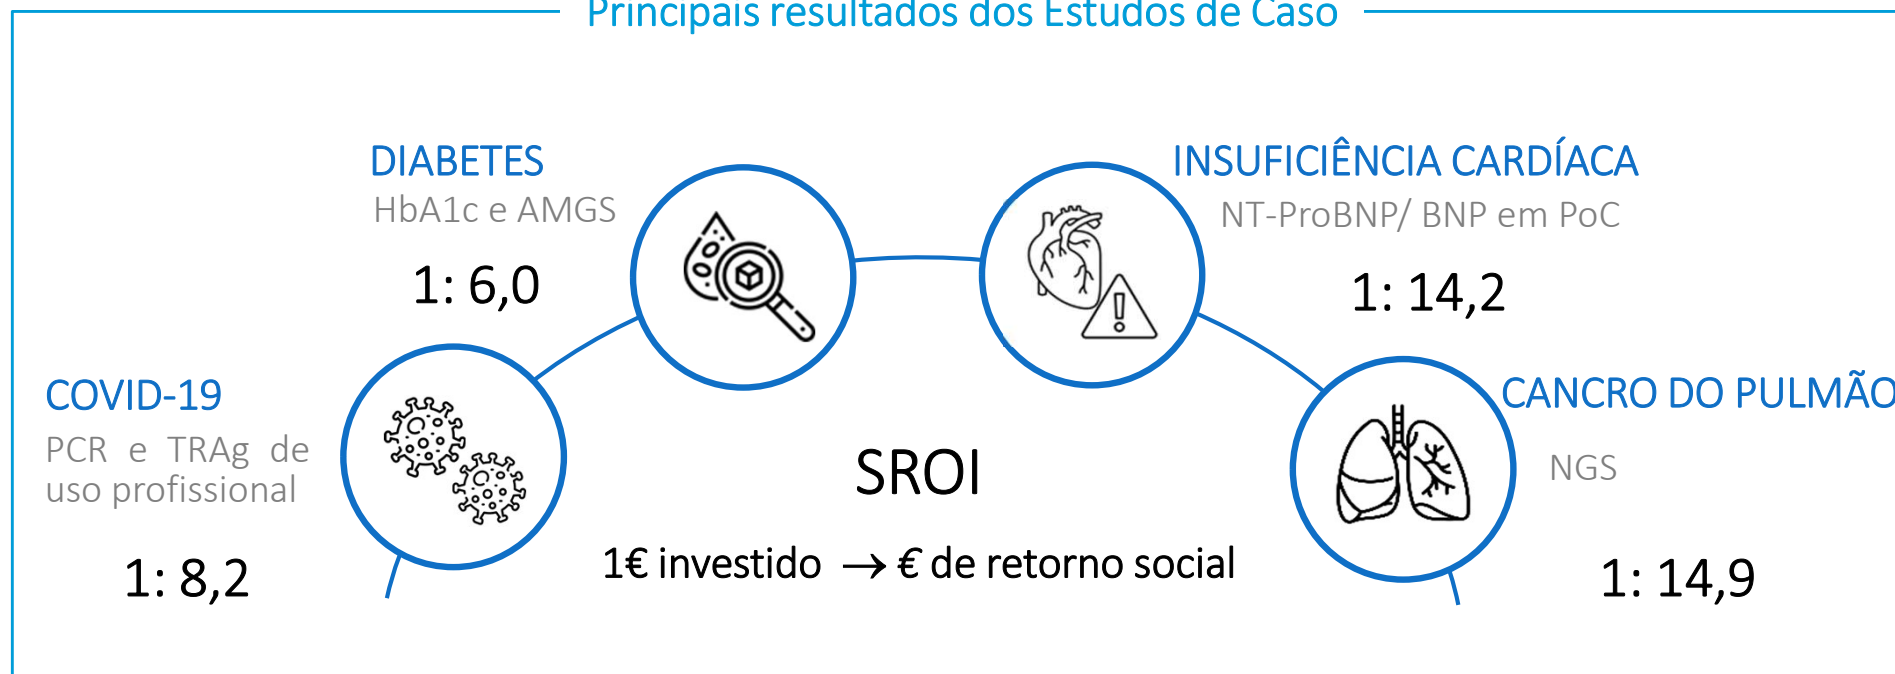 Principais resultados dos Estudos de Caso
DIABETES
HbA1c e AMGS
1: 6,0
INSUFICIÊNCIA CARDÍACA
NT-ProBNP/ BNP em PoC
1: 14,2
COVID-19
PCR e TRAg de
uso profissional
1: 8,2
CANCRO DO PULMÃO
NGS
1: 14,9
SROI
1€ investido → € de retorno social